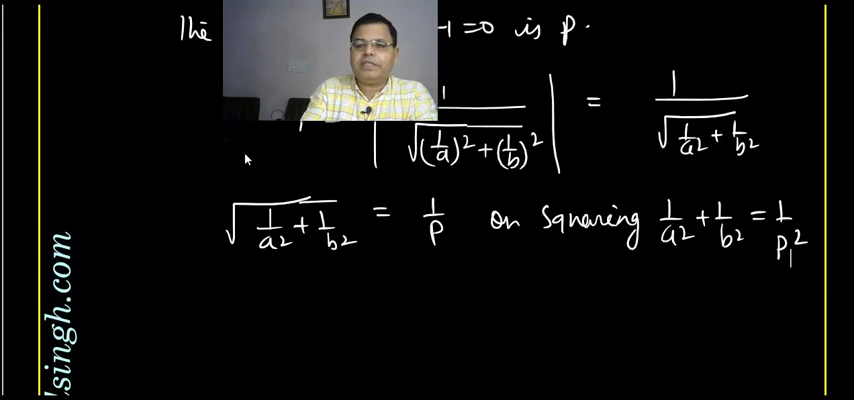 The -1 = 0 is P.
1 / √((1/a)² + (1/b)²) | = 1 / √(1/a² + 1/b²)
√(1/a² + 1/b²) = 1/P on Squaring 1/a² + 1/b² = 1/P²
singh.com